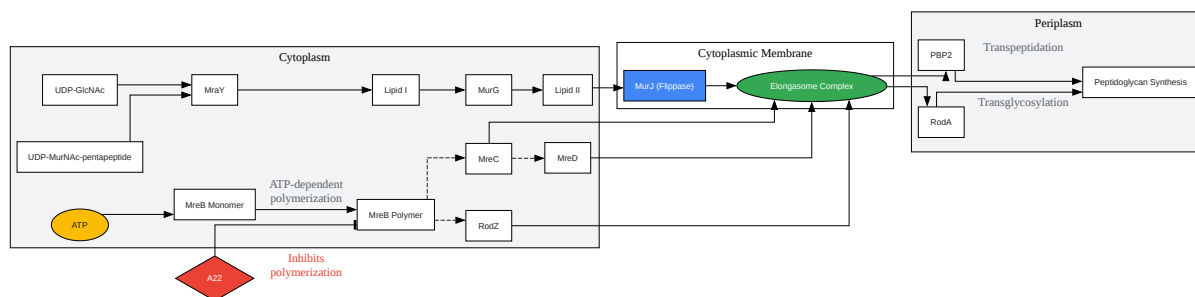 Periplasm
Cytoplasmic Membrane
Cytoplasm
PBP2
Transpeptidation
UDP-GlcNAc
MraY
Lipid I
MurG
Lipid II
MurJ (Flippase)
Elongasome Complex
Peptidoglycan Synthesis
Transglycosylation
RodA
UDP-MurNAc-pentapeptide
MreC
MreD
ATP-dependent
polymerization
MreB Monomer
MreB Polymer
ATP
RodZ
Inhibits
polymerization
A22